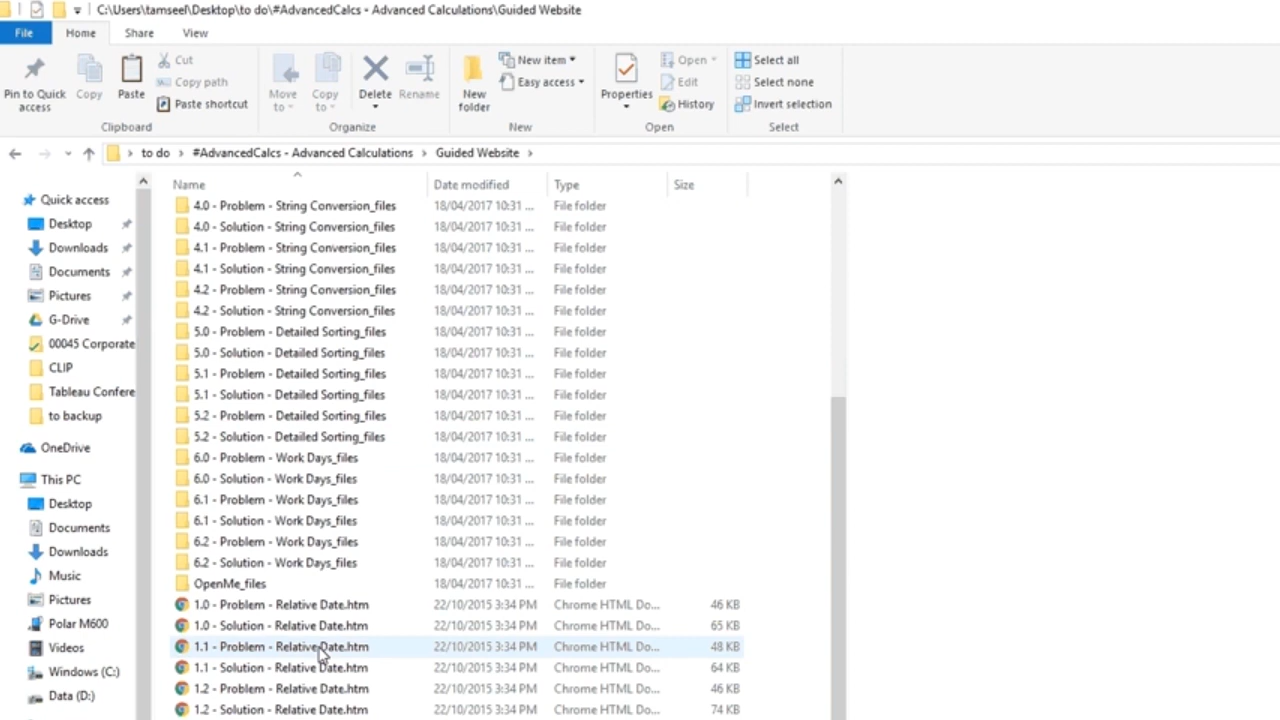 C:\Users\tamseel\Desktop\to do\#AdvancedCalcs - Advanced Calculations\Guided Website
File Home Share View
Pin to Quick access
Copy
Paste
Cut
Copy path
Paste shortcut
Clipboard
Move to
Copy to
Delete
Rename
Organize
New folder
New item
Easy access
New
Properties
Open
Edit
History
Open
Select all
Select none
Invert selection
Select
to do > #AdvancedCalcs - Advanced Calculations > Guided Website >
Quick access
Desktop
Downloads
Documents
Pictures
G-Drive
00045 Corporate
CLIP
Tableau Confere
to backup
OneDrive
This PC
Desktop
Documents
Downloads
Music
Pictures
Polar M600
Videos
Windows (C:)
Data (D:)
Name Date modified Type Size
4.0 - Problem - String Conversion_files 18/04/2017 10:31 ... File folder
4.0 - Solution - String Conversion_files 18/04/2017 10:31 ... File folder
4.1 - Problem - String Conversion_files 18/04/2017 10:31 ... File folder
4.1 - Solution - String Conversion_files 18/04/2017 10:31 ... File folder
4.2 - Problem - String Conversion_files 18/04/2017 10:31 ... File folder
4.2 - Solution - String Conversion_files 18/04/2017 10:31 ... File folder
5.0 - Problem - Detailed Sorting_files 18/04/2017 10:31 ... File folder
5.0 - Solution - Detailed Sorting_files 18/04/2017 10:31 ... File folder
5.1 - Problem - Detailed Sorting_files 18/04/2017 10:31 ... File folder
5.1 - Solution - Detailed Sorting_files 18/04/2017 10:31 ... File folder
5.2 - Problem - Detailed Sorting_files 18/04/2017 10:31 ... File folder
5.2 - Solution - Detailed Sorting_files 18/04/2017 10:31 ... File folder
6.0 - Problem - Work Days_files 18/04/2017 10:31 ... File folder
6.0 - Solution - Work Days_files 18/04/2017 10:31 ... File folder
6.1 - Problem - Work Days_files 18/04/2017 10:31 ... File folder
6.1 - Solution - Work Days_files 18/04/2017 10:31 ... File folder
6.2 - Problem - Work Days_files 18/04/2017 10:31 ... File folder
6.2 - Solution - Work Days_files 18/04/2017 10:31 ... File folder
OpenMe_files 18/04/2017 10:31 ... File folder
1.0 - Problem - Relative Date.htm 22/10/2015 3:34 PM Chrome HTML Do... 46 KB
1.0 - Solution - Relative Date.htm 22/10/2015 3:34 PM Chrome HTML Do... 65 KB
1.1 - Problem - Relative Date.htm 22/10/2015 3:34 PM Chrome HTML Do... 48 KB
1.1 - Solution - Relative Date.htm 22/10/2015 3:34 PM Chrome HTML Do... 64 KB
1.2 - Problem - Relative Date.htm 22/10/2015 3:34 PM Chrome HTML Do... 46 KB
1.2 - Solution - Relative Date.htm 22/10/2015 3:34 PM Chrome HTML Do... 74 KB